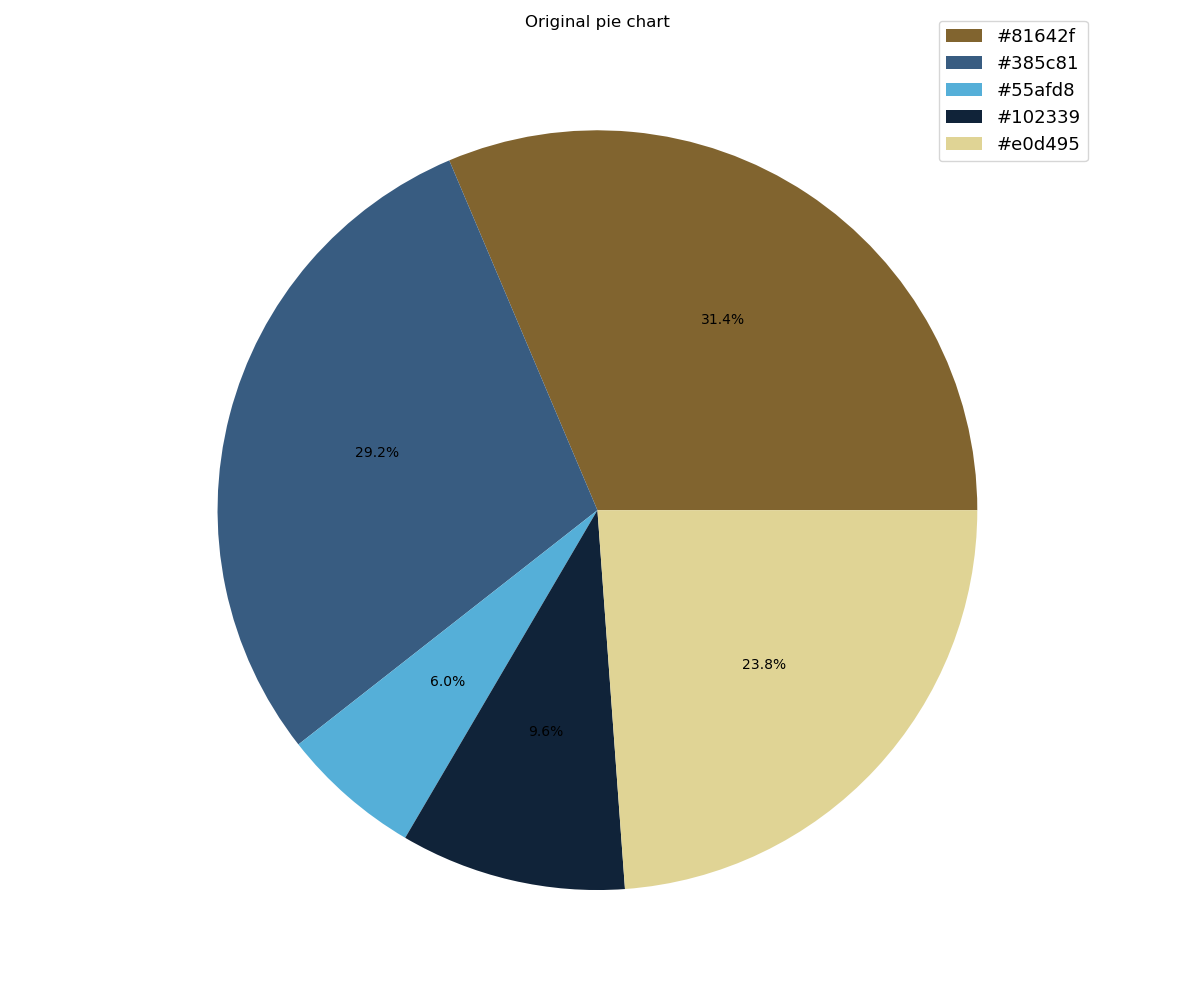 Original pie chart
#81642f
#385c81
#55afd8
#102339
#e0d495
31.4%
29.2%
6.0%
9.6%
23.8%